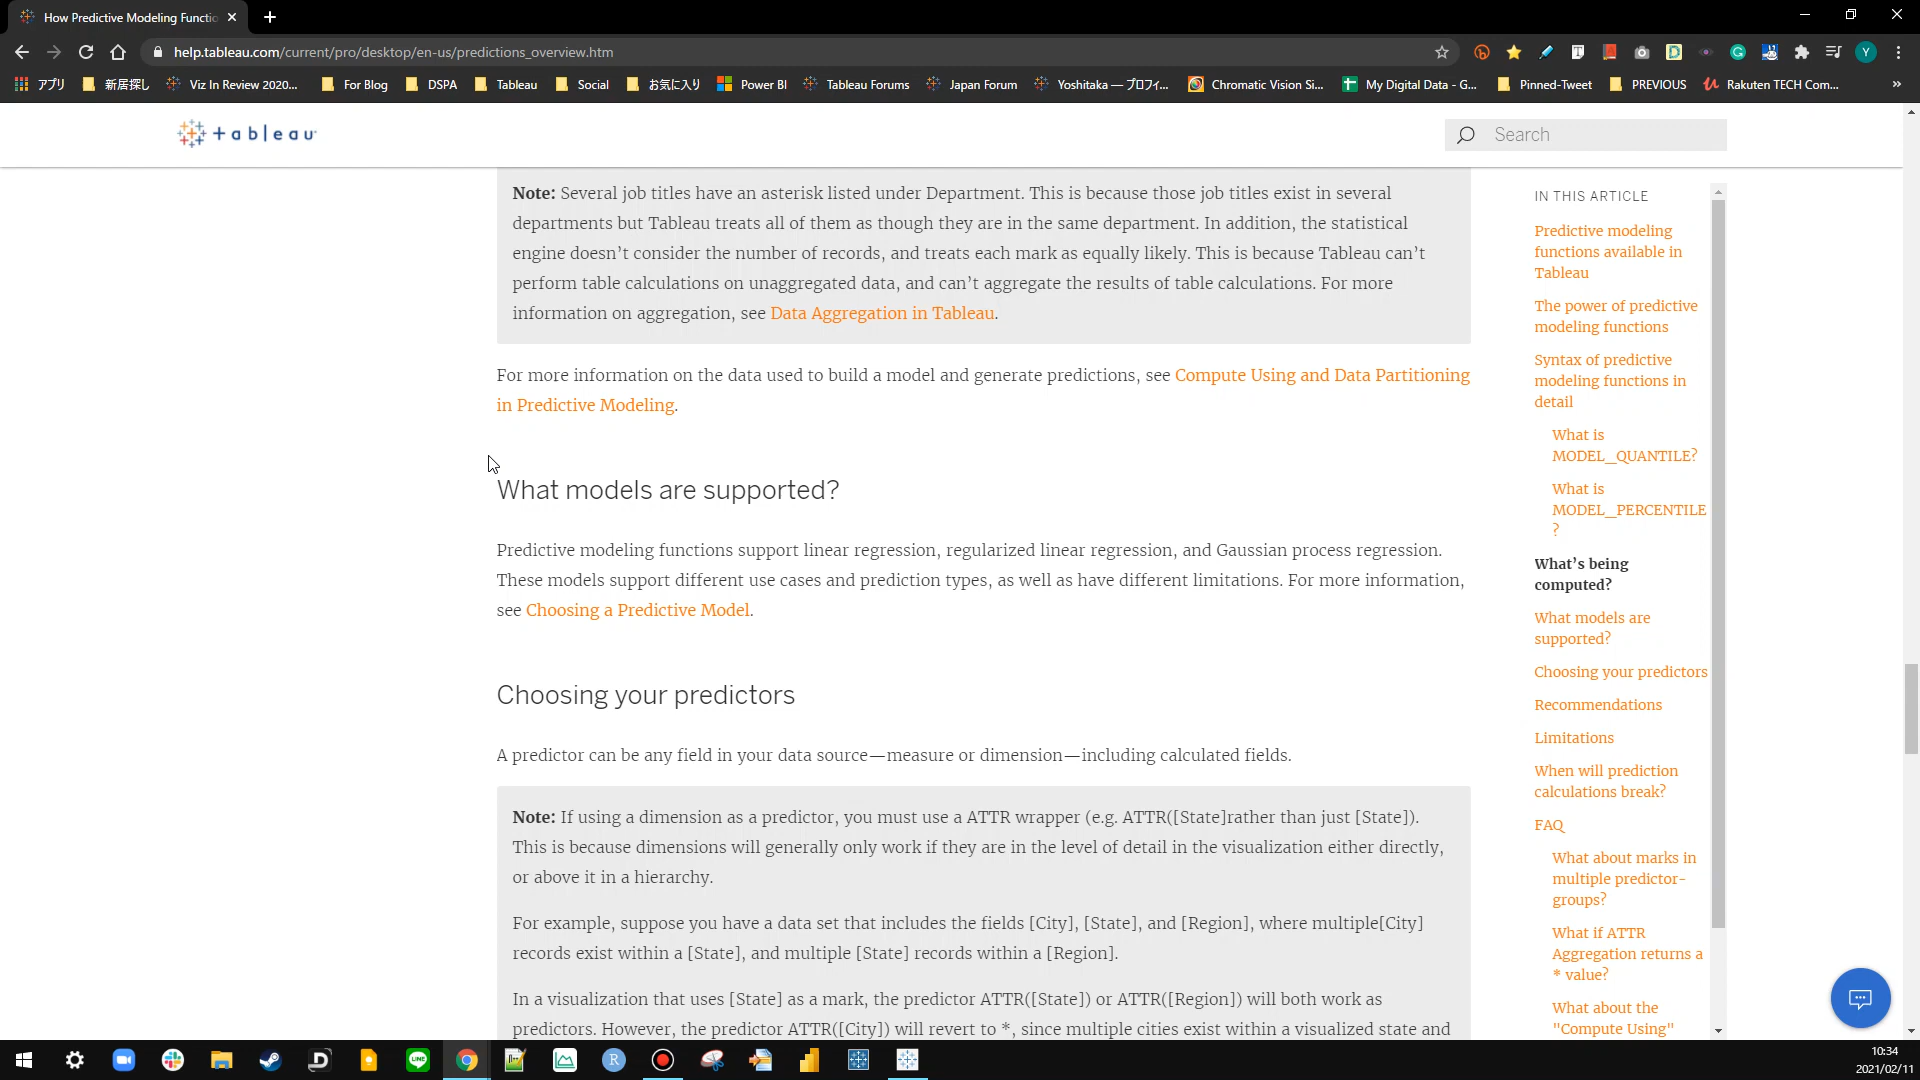 How Predictive Modeling Functio
help.tableau.com/current/pro/desktop/en-us/predictions_overview.htm
アプリ 新居探し Viz In Review 2020... For Blog DSPA Tableau Social お気に入り Power BI Tableau Forums Japan Forum Yoshitaka — プロフィ... Chromatic Vision Si... My Digital Data - G... Pinned-Tweet PREVIOUS Rakuten TECH Com... »
+ableau
Search
Note: Several job titles have an asterisk listed under Department. This is because those job titles exist in several
departments but Tableau treats all of them as though they are in the same department. In addition, the statistical
engine doesn’t consider the number of records, and treats each mark as equally likely. This is because Tableau can’t
perform table calculations on unaggregated data, and can’t aggregate the results of table calculations. For more
information on aggregation, see Data Aggregation in Tableau.
For more information on the data used to build a model and generate predictions, see Compute Using and Data Partitioning
in Predictive Modeling.
What models are supported?
Predictive modeling functions support linear regression, regularized linear regression, and Gaussian process regression.
These models support different use cases and prediction types, as well as have different limitations. For more information,
see Choosing a Predictive Model.
Choosing your predictors
A predictor can be any field in your data source—measure or dimension—including calculated fields.
Note: If using a dimension as a predictor, you must use a ATTR wrapper (e.g. ATTR([State]rather than just [State]).
This is because dimensions will generally only work if they are in the level of detail in the visualization either directly,
or above it in a hierarchy.
For example, suppose you have a data set that includes the fields [City], [State], and [Region], where multiple[City]
records exist within a [State], and multiple [State] records within a [Region].
In a visualization that uses [State] as a mark, the predictor ATTR([State]) or ATTR([Region]) will both work as
predictors. However, the predictor ATTR([City]) will revert to *, since multiple cities exist within a visualized state and
IN THIS ARTICLE
Predictive modeling
functions available in
Tableau
The power of predictive
modeling functions
Syntax of predictive
modeling functions in
detail
What is
MODEL_QUANTILE?
What is
MODEL_PERCENTILE
?
What’s being
computed?
What models are
supported?
Choosing your predictors
Recommendations
Limitations
When will prediction
calculations break?
FAQ
What about marks in
multiple predictor-
groups?
What if ATTR
Aggregation returns a
* value?
What about the
"Compute Using"
10:34
2021/02/11